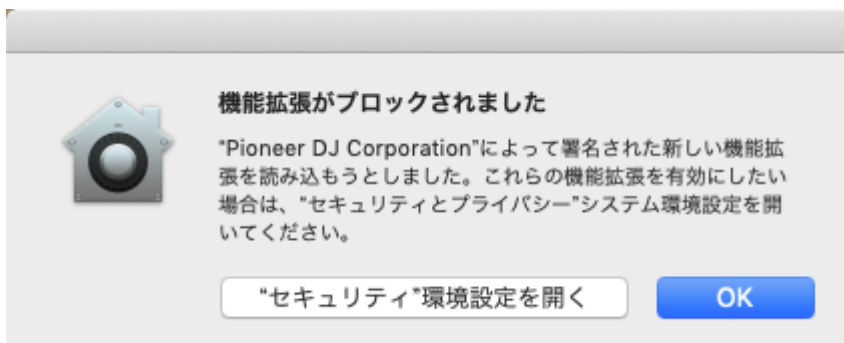 機能拡張がブロックされました
"Pioneer DJ Corporation"によって署名された新しい機能拡
張を読み込もうとしました。これらの機能拡張を有効にしたい
場合は、"セキュリティとプライバシー"システム環境設定を開
いてください。
"セキュリティ"環境設定を開く
OK